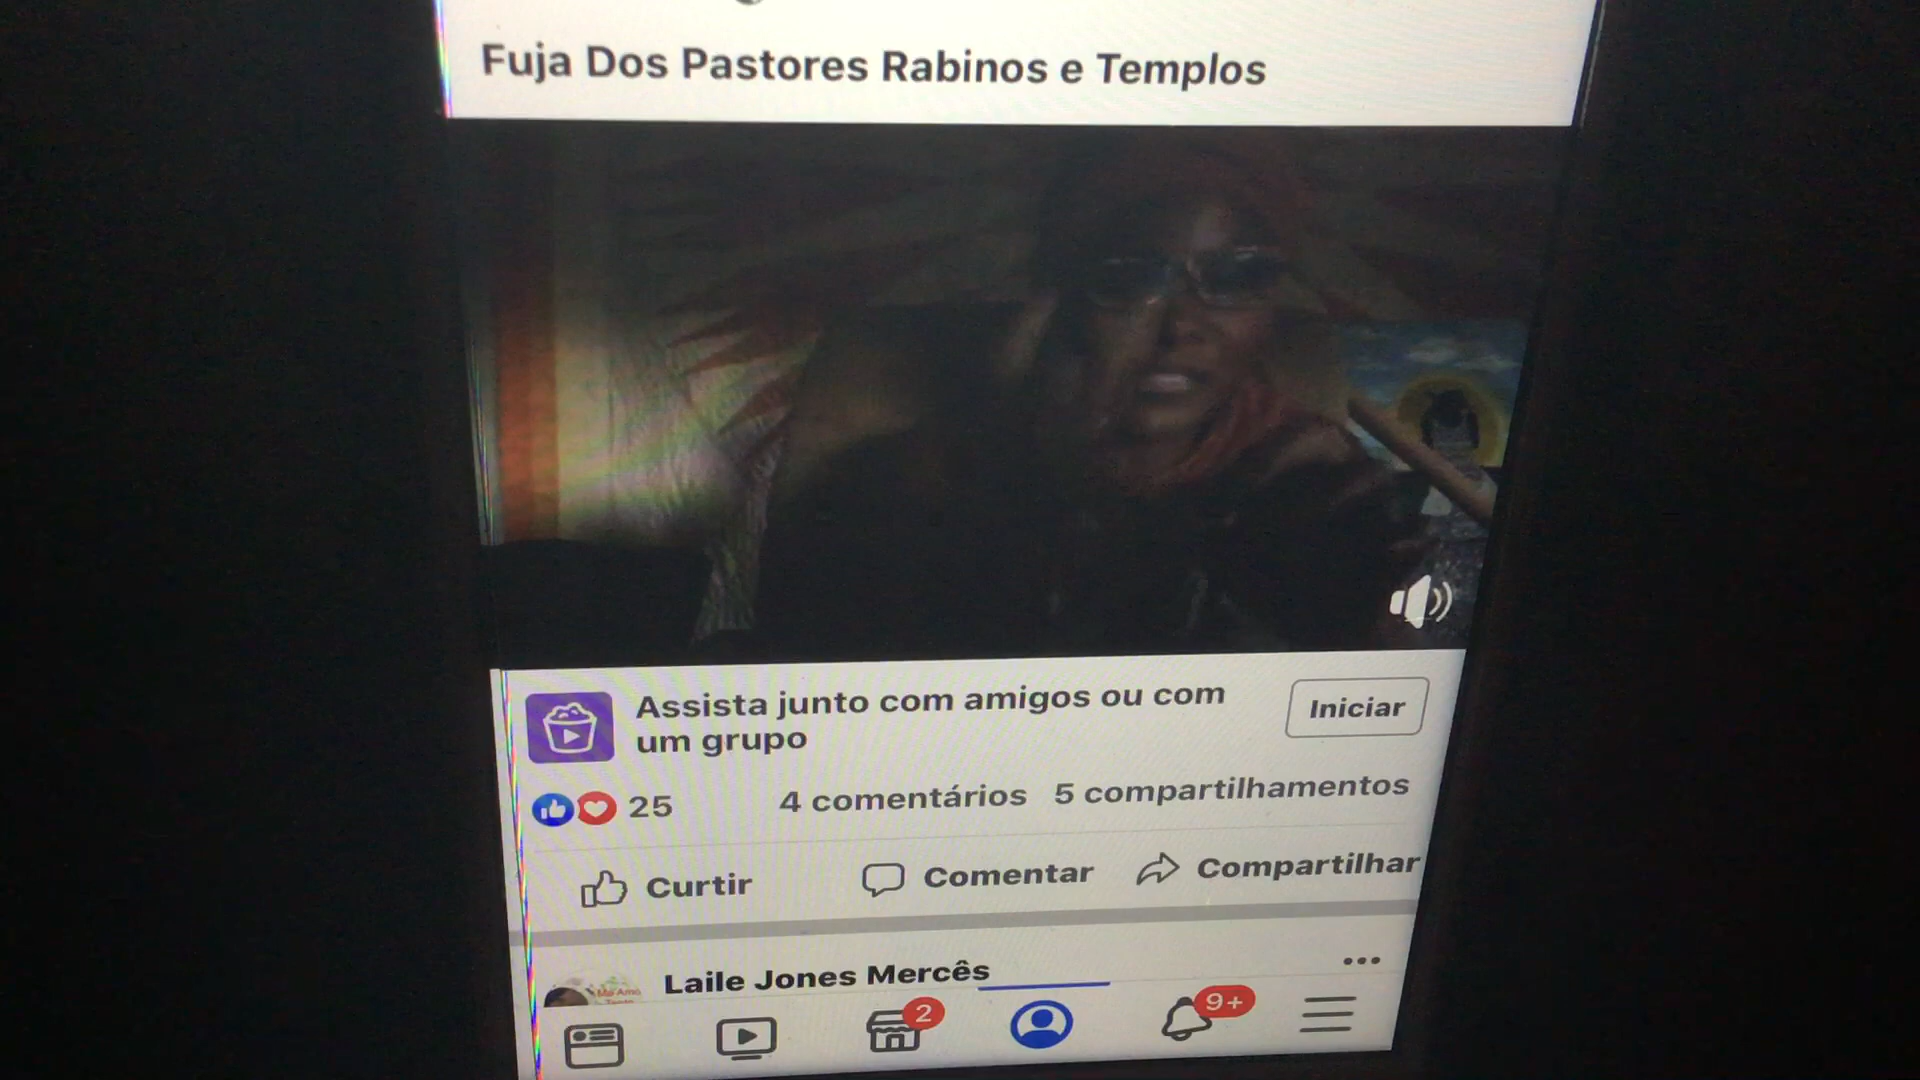 Fuja Dos Pastores Rabinos e Templos
Assista junto com amigos ou com
um grupo
Iniciar
25
4 comentários
5 compartilhamentos
Curtir
Comentar
Compartilhar
Laile Jones Mercês
2
9+